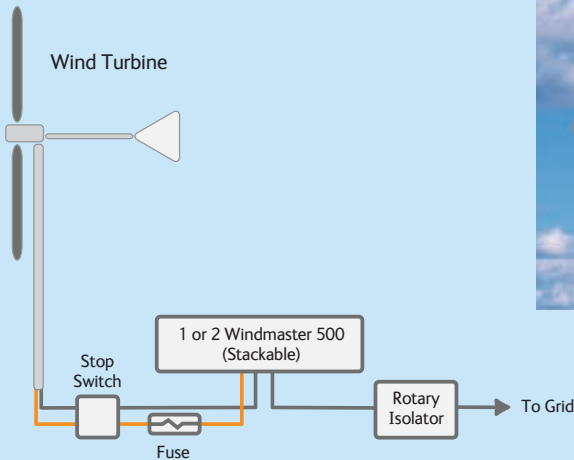 Wind Turbine
1 or 2 Windmaster 500
(Stackable)
Stop
Switch
Fuse
Rotary
Isolator
To Grid